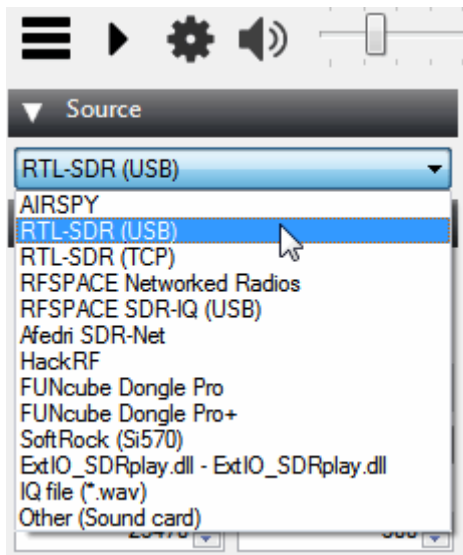 Source
RTL-SDR (USB)
AIRSPY
RTL-SDR (USB)
RTL-SDR (TCP)
RFSPACE Networked Radios
RFSPACE SDR-IQ (USB)
Afedri SDR-Net
HackRF
FUNcube Dongle Pro
FUNcube Dongle Pro+
SoftRock (Si570)
ExtIO_SDRplay.dll - ExtIO_SDRplay.dll
IQ file (*.wav)
Other (Sound card)